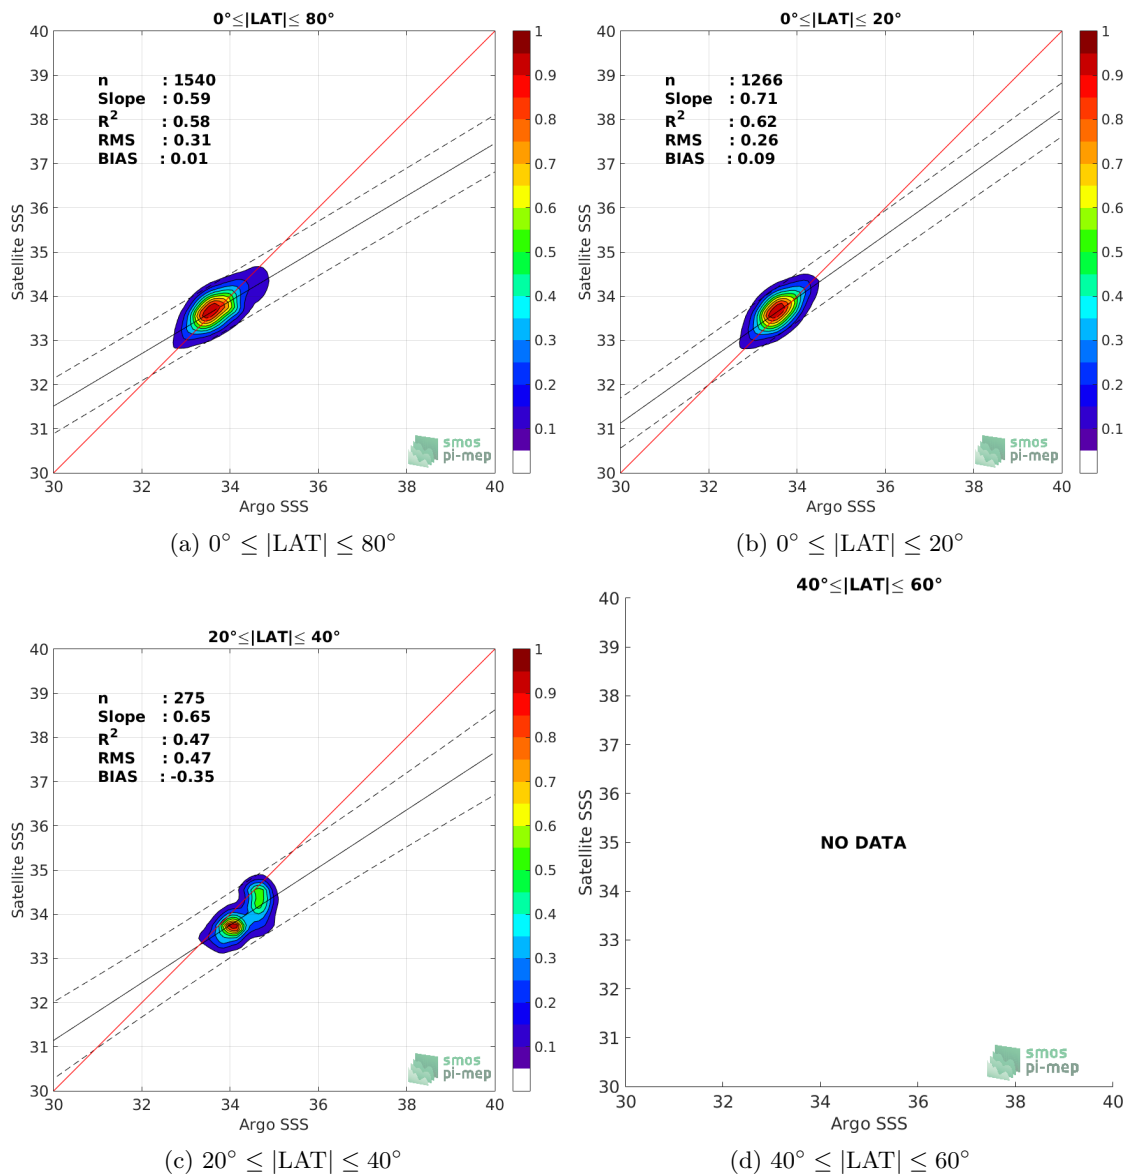 0°≤|LAT|≤ 80°
40
39
38
37
36
35
34
33
32
31
30
Satellite SSS
n : 1540
Slope : 0.59
R2 : 0.58
RMS : 0.31
BIAS : 0.01
30 32 34 36 38 40
Argo SSS
1
0.9
0.8
0.7
0.6
0.5
0.4
0.3
0.2
0.1
smos
pi-mep
(a) 0° ≤ |LAT| ≤ 80°
0°≤|LAT|≤ 20°
40
39
38
37
36
35
34
33
32
31
30
Satellite SSS
n : 1266
Slope : 0.71
R2 : 0.62
RMS : 0.26
BIAS : 0.09
30 32 34 36 38 40
Argo SSS
1
0.9
0.8
0.7
0.6
0.5
0.4
0.3
0.2
0.1
smos
pi-mep
(b) 0° ≤ |LAT| ≤ 20°
20°≤|LAT|≤ 40°
40
39
38
37
36
35
34
33
32
31
30
Satellite SSS
n : 275
Slope : 0.65
R2 : 0.47
RMS : 0.47
BIAS : -0.35
30 32 34 36 38 40
Argo SSS
1
0.9
0.8
0.7
0.6
0.5
0.4
0.3
0.2
0.1
smos
pi-mep
(c) 20° ≤ |LAT| ≤ 40°
40°≤|LAT|≤ 60°
40
39
38
37
36
35
34
33
32
31
30
Satellite SSS
NO DATA
30 32 34 36 38 40
Argo SSS
smos
pi-mep
(d) 40° ≤ |LAT| ≤ 60°